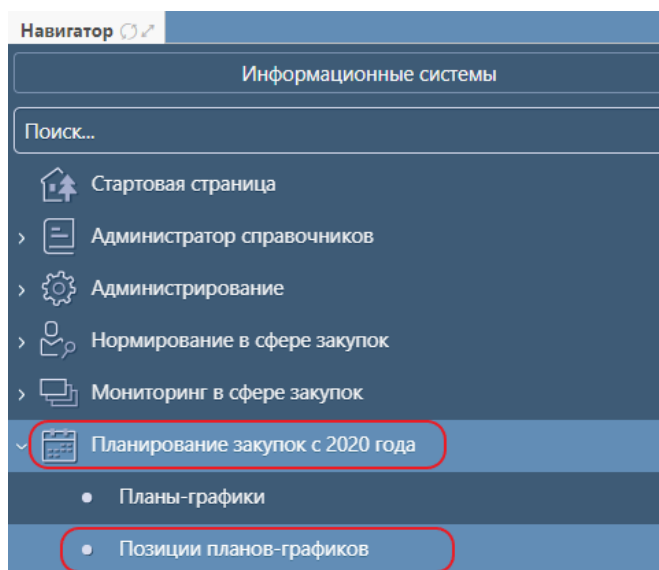 Навигатор
Информационные системы
Поиск...
Стартовая страница
Администратор справочников
Администрирование
Нормирование в сфере закупок
Мониторинг в сфере закупок
Планирование закупок с 2020 года
Планы-графики
Позиции планов-графиков